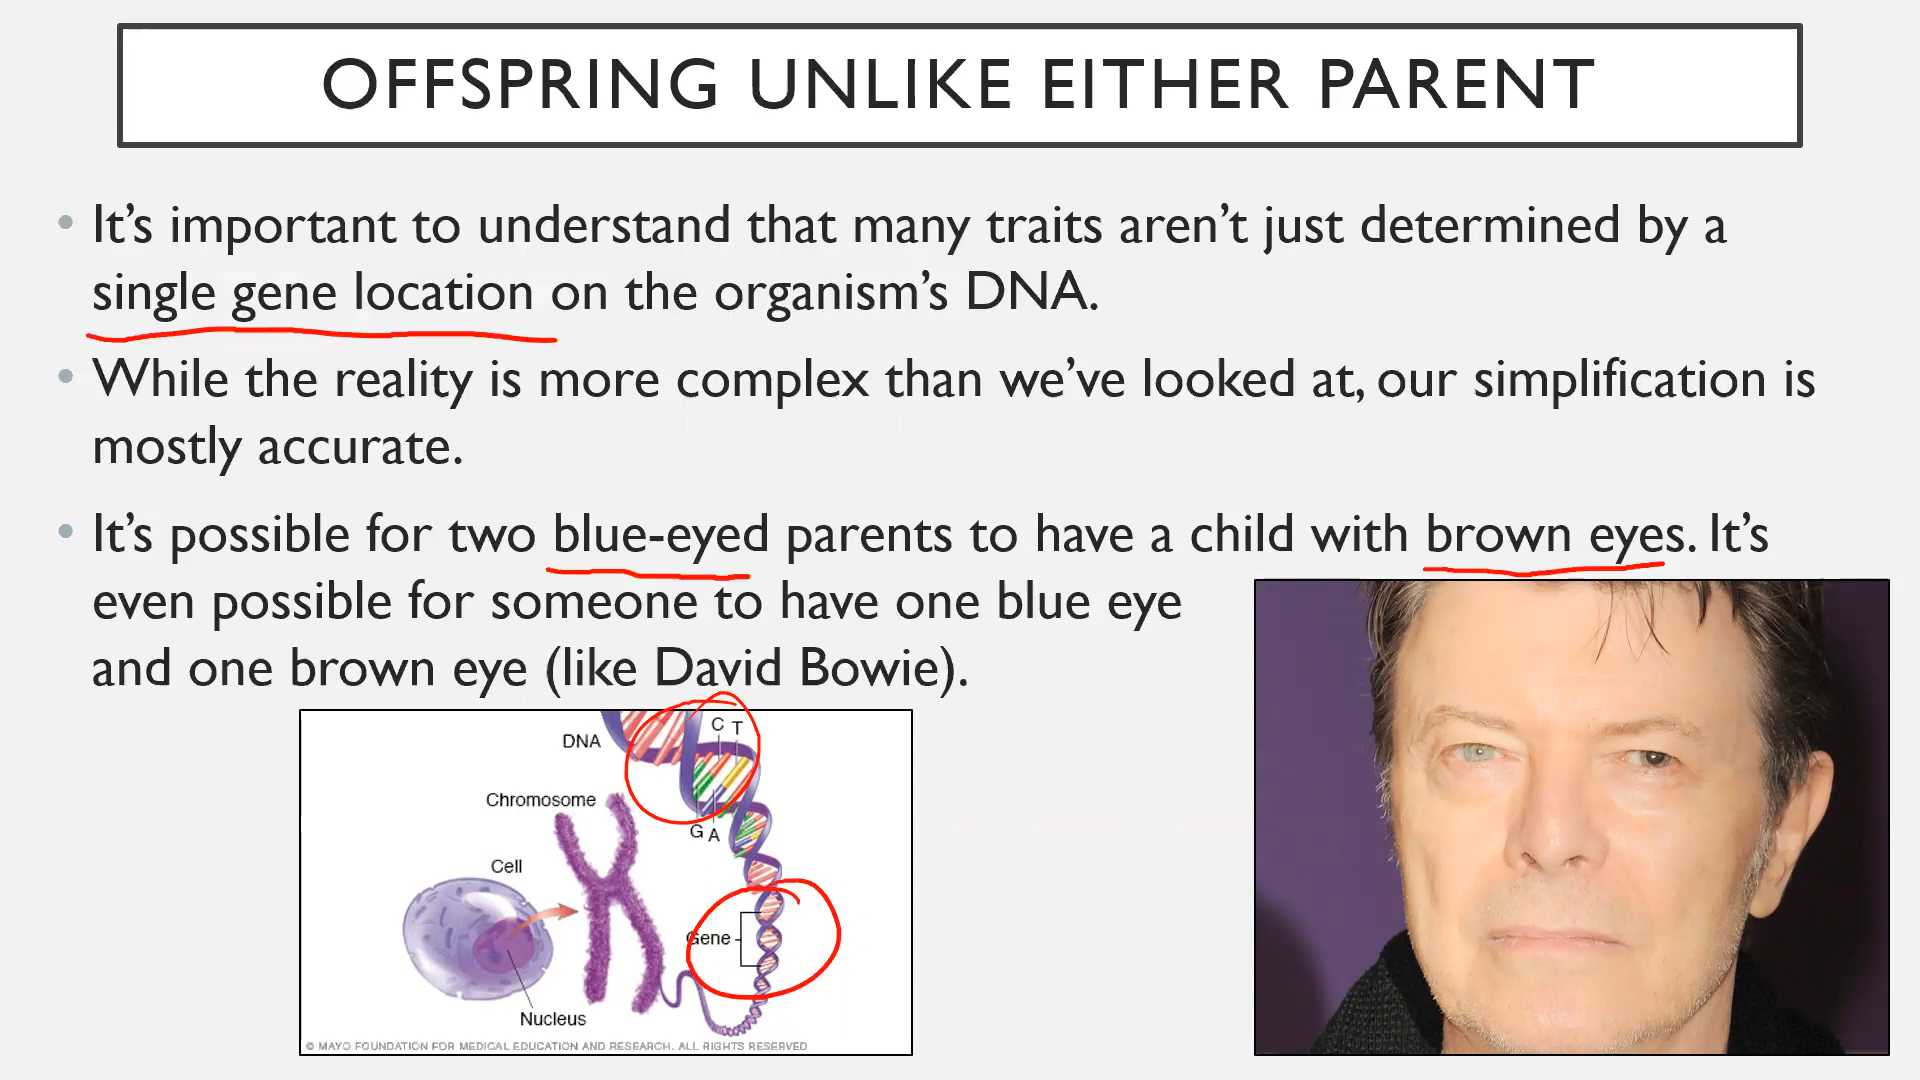 OFFSPRING UNLIKE EITHER PARENT
• It’s important to understand that many traits aren’t just determined by a
single gene location on the organism’s DNA.
• While the reality is more complex than we’ve looked at, our simplification is
mostly accurate.
• It’s possible for two blue-eyed parents to have a child with brown eyes. It’s
even possible for someone to have one blue eye
and one brown eye (like David Bowie).
C T
DNA
Chromosome
G A
Cell
Gene
Nucleus
© MAYO FOUNDATION FOR MEDICAL EDUCATION AND RESEARCH. ALL RIGHTS RESERVED